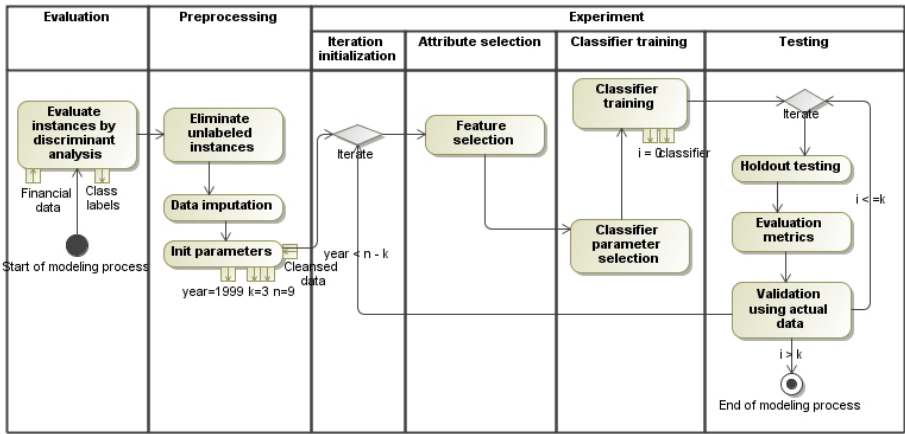 Evaluation
Preprocessing
Experiment
Iteration
initialization
Attribute selection
Classifier training
Testing
Evaluate
instances by
discriminant
analysis
Financial
data
Class
labels
Start of modeling process
Eliminate
unlabeled
instances
Data imputation
Init parameters
Cleansed
data
year=1999 k=3 n=9
Iterate
year < n - k
Feature
selection
Classifier
training
i = 0
classifier
Classifier
parameter
selection
Iterate
Holdout testing
i < =k
Evaluation
metrics
Validation
using actual
data
i > k
End of modeling process